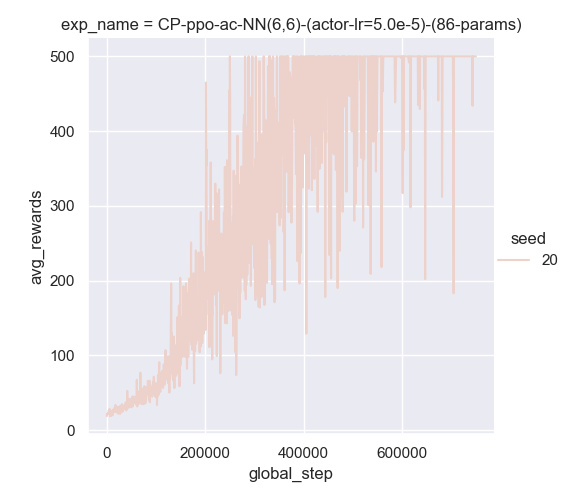 exp_name = CP-ppo-ac-NN(6,6)-(actor-lr=5.0e-5)-(86-params)
500
400
300
200
100
0
avg_rewards
seed
20
0 200000 400000 600000
global_step